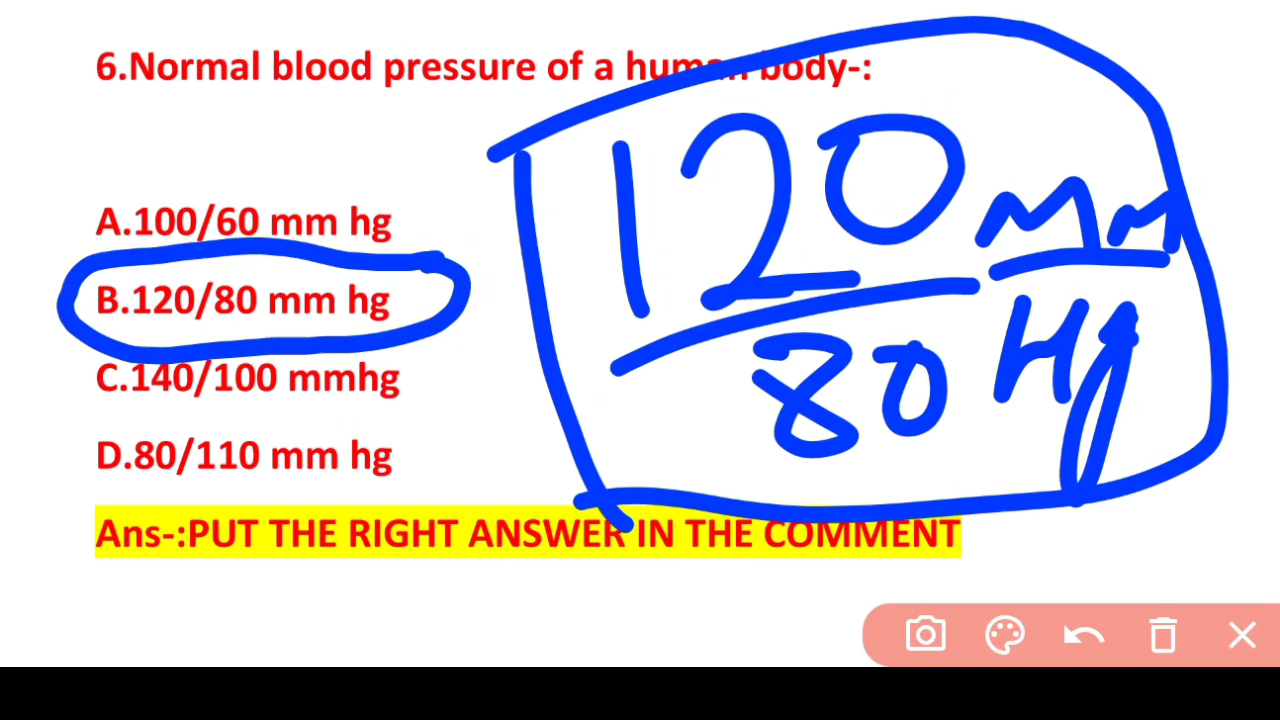 6.Normal blood pressure of a human body-:
120 mm
80 Hg
A.100/60 mm hg
B.120/80 mm hg
C.140/100 mmhg
D.80/110 mm hg
Ans-:PUT THE RIGHT ANSWER IN THE COMMENT